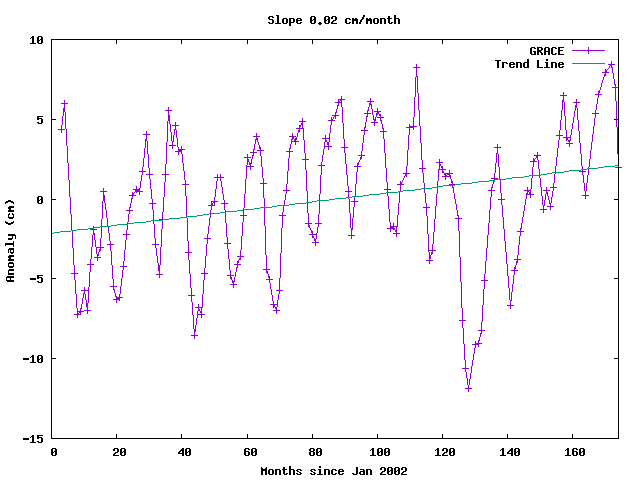 Slope 0.02 cm/month
10
GRACE
Trend Line
5
0
-5
-10
-15
Anomaly (cm)
0 20 40 60 80 100 120 140 160
Months since Jan 2002